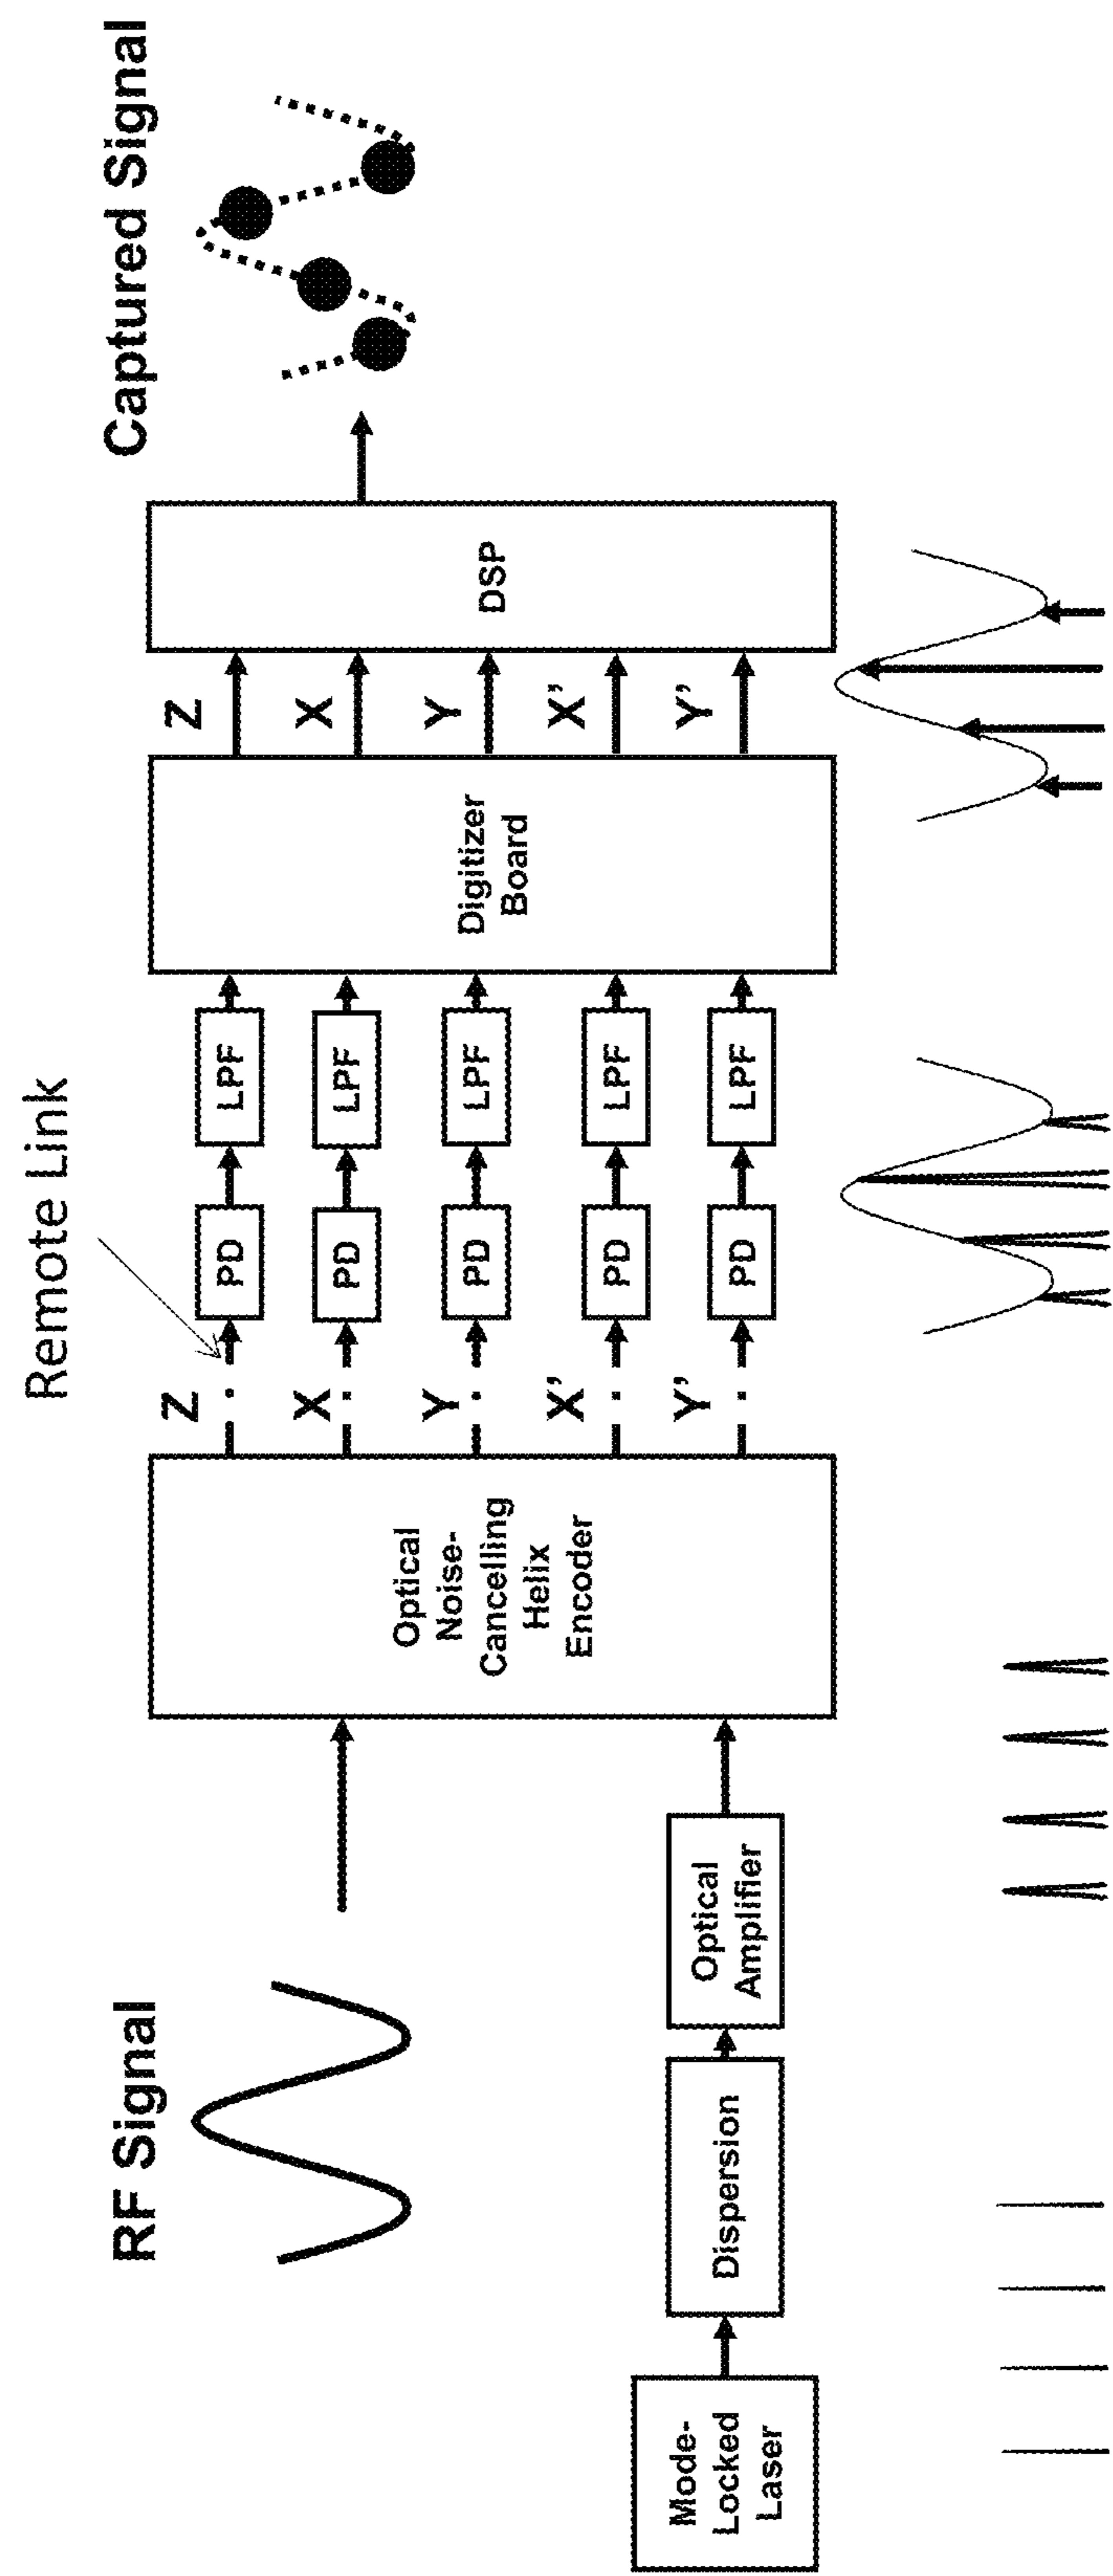 Remote Link
RF Signal
Captured Signal
Mode-
Locked
Laser
Dispersion
Optical
Amplifier
Optical
Noise-
Cancelling
Helix
Encoder
Z
X
Y
X'
Y'
PD
PD
PD
PD
PD
LPF
LPF
LPF
LPF
LPF
Digitizer
Board
Z
X
Y
X'
Y'
DSP